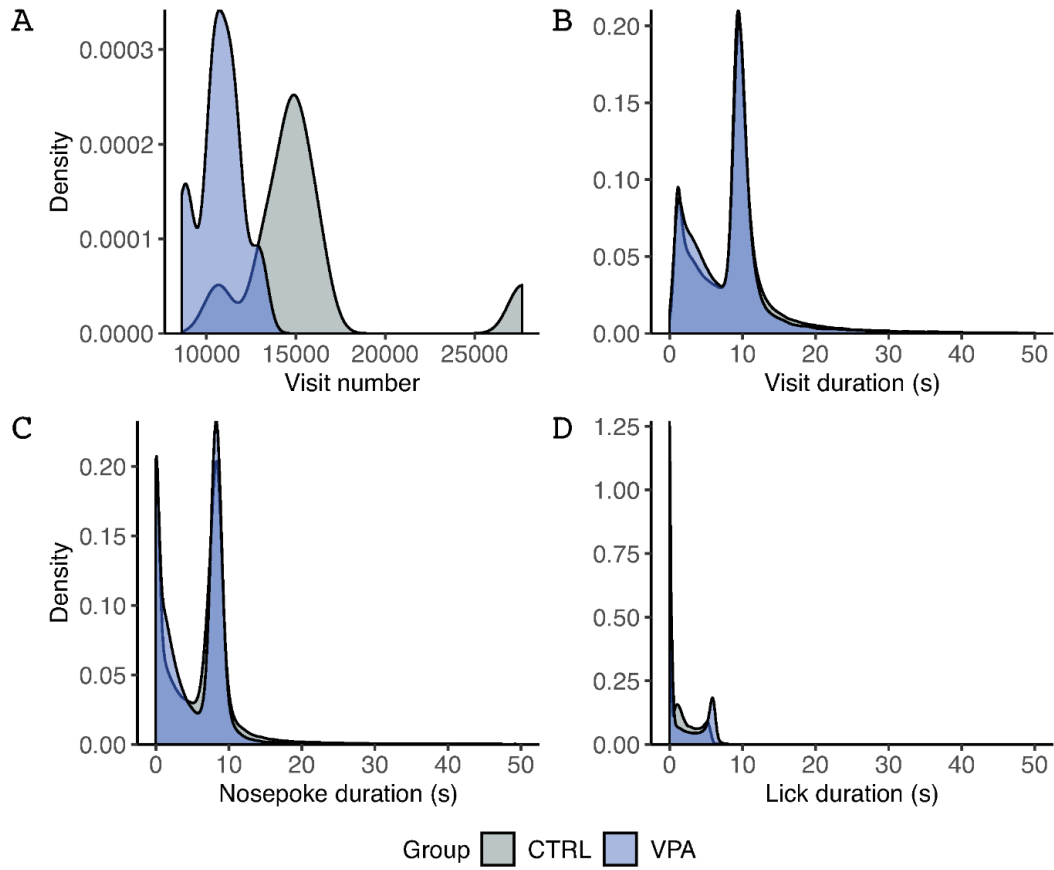 A
Density
0.0003
0.0002
0.0001
0.0000
10000 15000 20000 25000
Visit number
B
0.20
0.15
0.10
0.05
0.00
0 10 20 30 40 50
Visit duration (s)
C
Density
0.20
0.15
0.10
0.05
0.00
0 10 20 30 40 50
Nosepoke duration (s)
D
1.25
1.00
0.75
0.50
0.25
0.00
0 10 20 30 40 50
Lick duration (s)
Group CTRL VPA